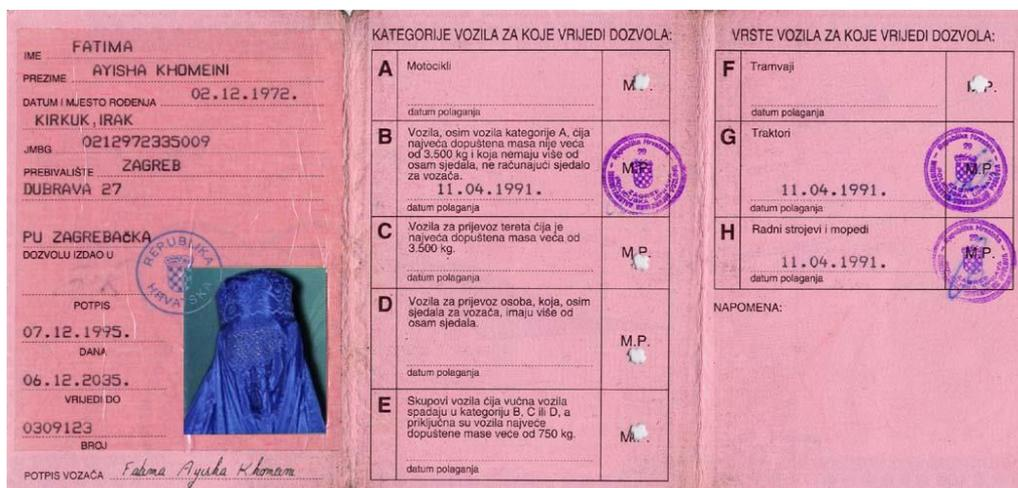 IME FATIMA
PREZIME AYISHA KHOMEINI
DATUM I MJESTO ROĐENJA 02.12.1972.
KIRKUK, IRAK
JMBG 0212972335009
PREBIVALIŠTE ZAGREB
DUBRAVA 27
PU ZAGREBAČKA
DOZVOLU IZDAO U
REPUBLIKA HRVATSKA
POTPIS
07.12.1995.
DANA
06.12.2035.
VRIJEDI DO
0309123
BROJ
POTPIS VOZAČA Fatima Ayisha Khomeini
KATEGORIJE VOZILA ZA KOJE VRIJEDI DOZVOLA:
A Motocikli
M.P.
datum polaganja
B Vozila, osim vozila kategorije A, čija
najveća dopuštena masa nije veća
od 3.500 kg i koja nemaju više od
osam sjedala, ne računajući sjedalo
za vozača.
M.P.
11.04.1991.
datum polaganja
C Vozila za prijevoz tereta čija je
najveća dopuštena masa veća od
3.500 kg.
M.P.
datum polaganja
D Vozila za prijevoz osoba, koja, osim
sjedala za vozača, imaju više od
osam sjedala.
M.P.
datum polaganja
E Skupovi vozila čija vučna vozila
spadaju u kategoriju B, C ili D, a
priključna su vozila najveće
dopuštene mase veće od 750 kg.
M.P.
datum polaganja
VRSTE VOZILA ZA KOJE VRIJEDI DOZVOLA:
F Tramvaji
M.P.
datum polaganja
G Traktori
Republika Hrvatska
29
M.P.
11.04.1991.
datum polaganja
H Radni strojevi i mopedi
M.P.
11.04.1991.
datum polaganja
NAPOMENA: